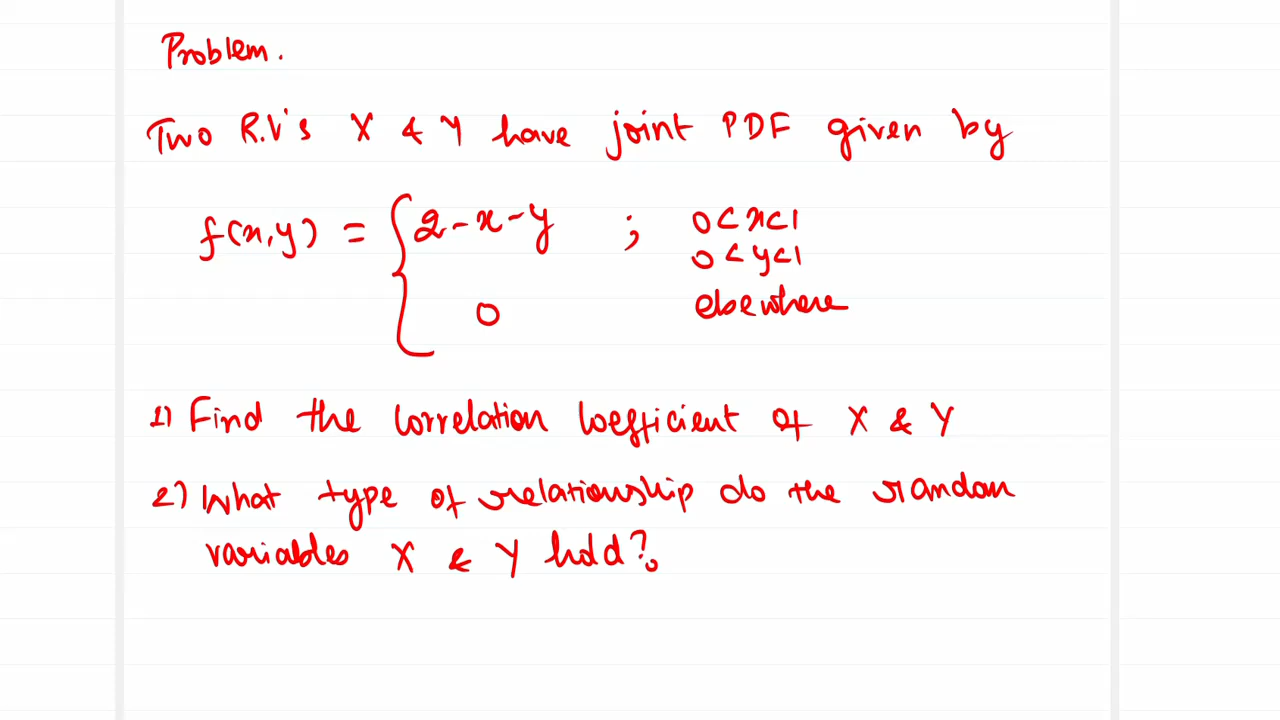 Problem.
Two R.V's X & Y have joint PDF given by
f(x,y) = { 2-x-y ; 0<x<1
0<y<1
0 elsewhere
1) Find the correlation coefficient of X & Y
2) What type of relationship do the random
variables X & Y hold?